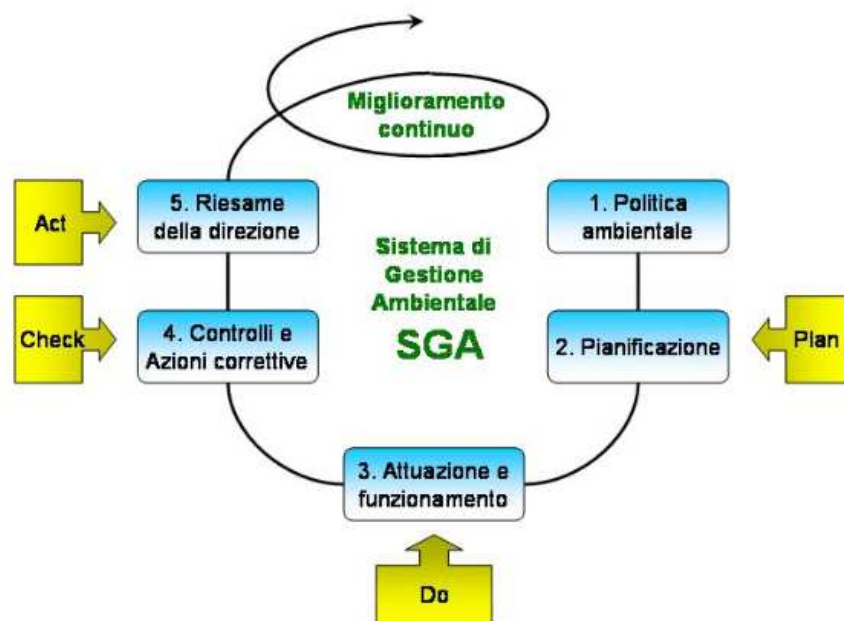 Miglioramento
continuo
Act
5. Riesame
della direzione
1. Politica
ambientale
Sistema di
Gestione
Ambientale
SGA
Check
4. Controlli e
Azioni correttive
2. Pianificazione
Plan
3. Attuazione e
funzionamento
Do